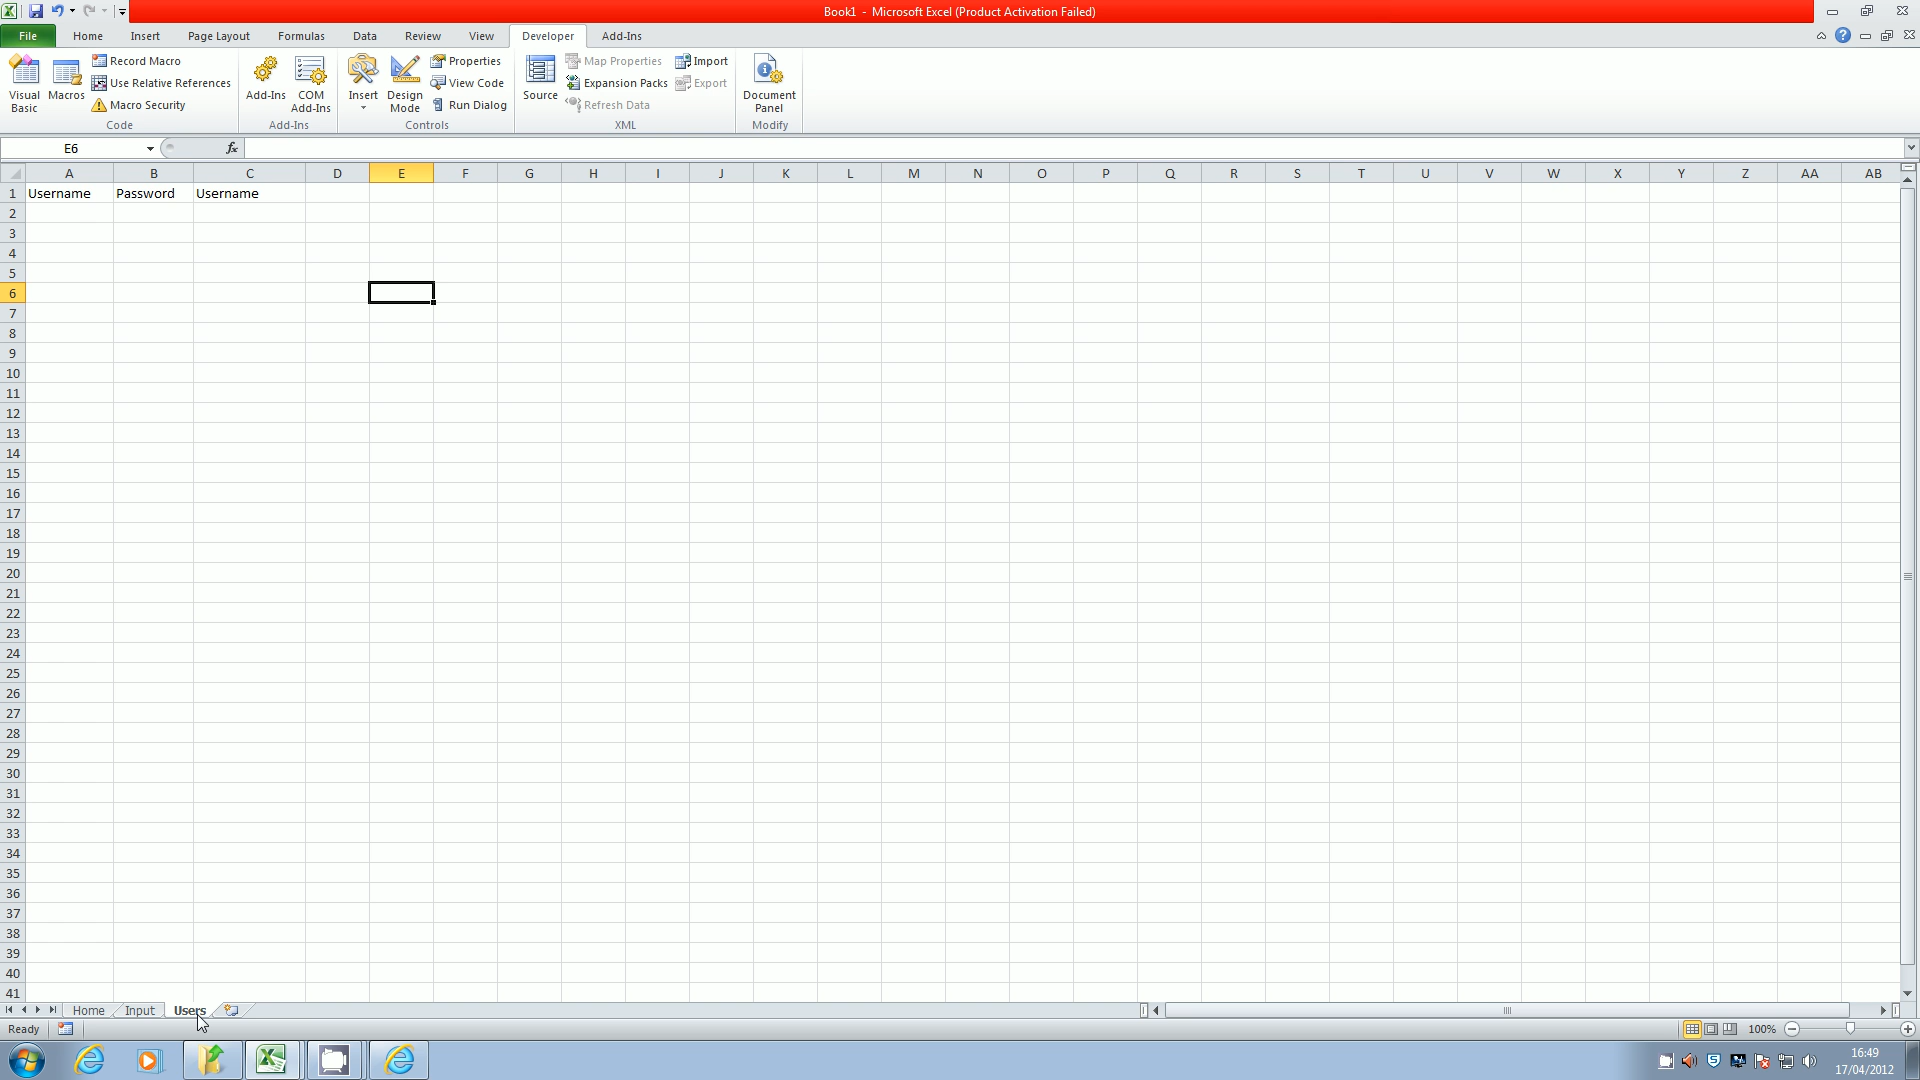 Book1 - Microsoft Excel (Product Activation Failed)
File Home Insert Page Layout Formulas Data Review View Developer Add-Ins
Visual Basic
Macros
Record Macro
Use Relative References
Macro Security
Code
Add-Ins
COM Add-Ins
Add-Ins
Insert
Design Mode
Properties
View Code
Run Dialog
Controls
Source
Map Properties
Expansion Packs
Refresh Data
Import
Export
XML
Document Panel
Modify
E6
fx
A B C D E F G H I J K L M N O P Q R S T U V W X Y Z AA AB
1 Username Password Username
2
3
4
5
6
7
8
9
10
11
12
13
14
15
16
17
18
19
20
21
22
23
24
25
26
27
28
29
30
31
32
33
34
35
36
37
38
39
40
41
Home Input Users
Ready 100%
16:49
17/04/2012